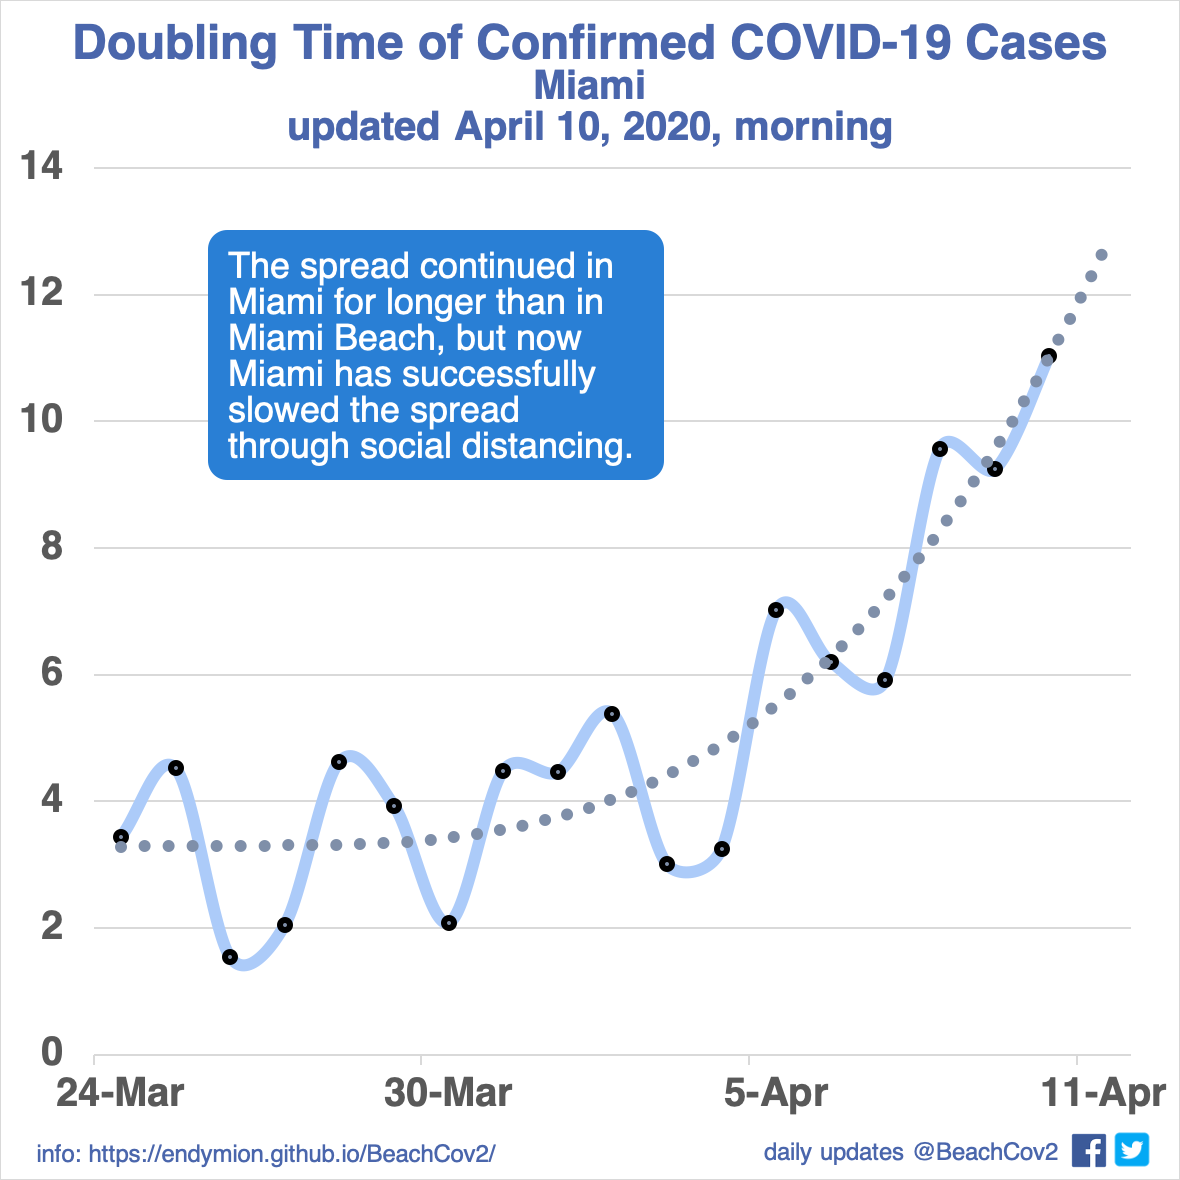 Doubling Time of Confirmed COVID-19 Cases
Miami
updated April 10, 2020, morning
14
12
10
8
6
4
2
0
The spread continued in
Miami for longer than in
Miami Beach, but now
Miami has successfully
slowed the spread
through social distancing.
24-Mar
30-Mar
5-Apr
11-Apr
info: https://endymion.github.io/BeachCov2/
daily updates @BeachCov2